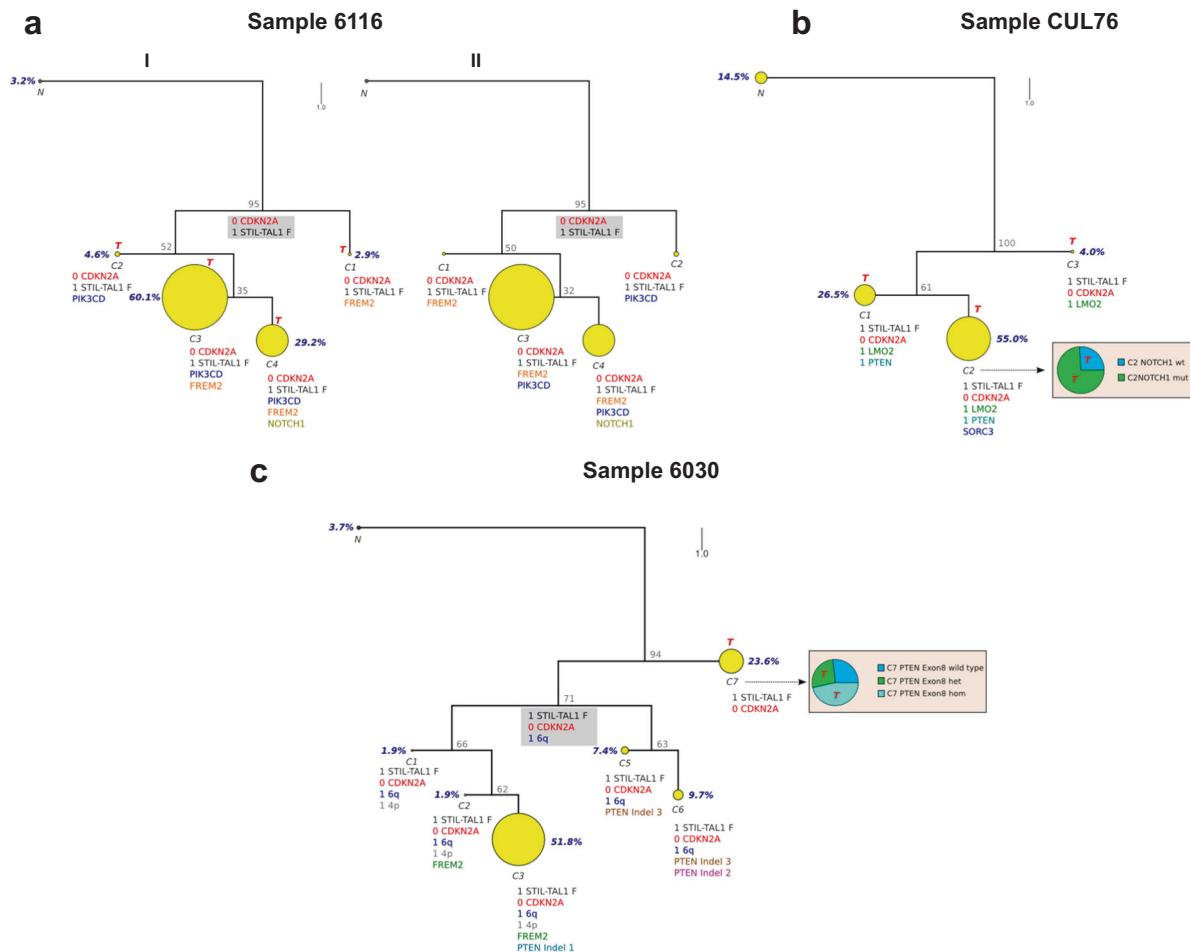 a
Sample 6116
b
Sample CUL76
I
II
3.2%
N
1.0
95
0 CDKN2A
1 STIL-TAL1 F
52
T
4.6%
C2
0 CDKN2A
1 STIL-TAL1 F
PIK3CD
T
60.1%
35
C3
0 CDKN2A
1 STIL-TAL1 F
PIK3CD
FREM2
T
29.2%
C4
0 CDKN2A
1 STIL-TAL1 F
PIK3CD
FREM2
NOTCH1
T
2.9%
C1
0 CDKN2A
1 STIL-TAL1 F
FREM2
N
95
0 CDKN2A
1 STIL-TAL1 F
50
C1
0 CDKN2A
1 STIL-TAL1 F
FREM2
32
C3
0 CDKN2A
1 STIL-TAL1 F
FREM2
PIK3CD
C4
0 CDKN2A
1 STIL-TAL1 F
FREM2
PIK3CD
NOTCH1
C2
0 CDKN2A
1 STIL-TAL1 F
PIK3CD
14.5%
N
1.0
100
T
4.0%
C3
1 STIL-TAL1 F
0 CDKN2A
1 LMO2
61
T
26.5%
C1
1 STIL-TAL1 F
0 CDKN2A
1 LMO2
1 PTEN
T
55.0%
C2
1 STIL-TAL1 F
0 CDKN2A
1 LMO2
1 PTEN
SORC3
T
T
C2 NOTCH1 wt
C2NOTCH1 mut
c
Sample 6030
3.7%
N
1.0
94
T
23.6%
C7
1 STIL-TAL1 F
0 CDKN2A
T
T
C7 PTEN Exon8 wild type
C7 PTEN Exon8 het
C7 PTEN Exon8 hom
71
1 STIL-TAL1 F
0 CDKN2A
1 6q
66
1.9%
C1
1 STIL-TAL1 F
0 CDKN2A
1 6q
1 4p
62
1.9%
C2
1 STIL-TAL1 F
0 CDKN2A
1 6q
1 4p
FREM2
51.8%
C3
1 STIL-TAL1 F
0 CDKN2A
1 6q
1 4p
FREM2
PTEN Indel 1
63
7.4%
C5
1 STIL-TAL1 F
0 CDKN2A
1 6q
PTEN Indel 3
9.7%
C6
1 STIL-TAL1 F
0 CDKN2A
1 6q
PTEN Indel 3
PTEN Indel 2